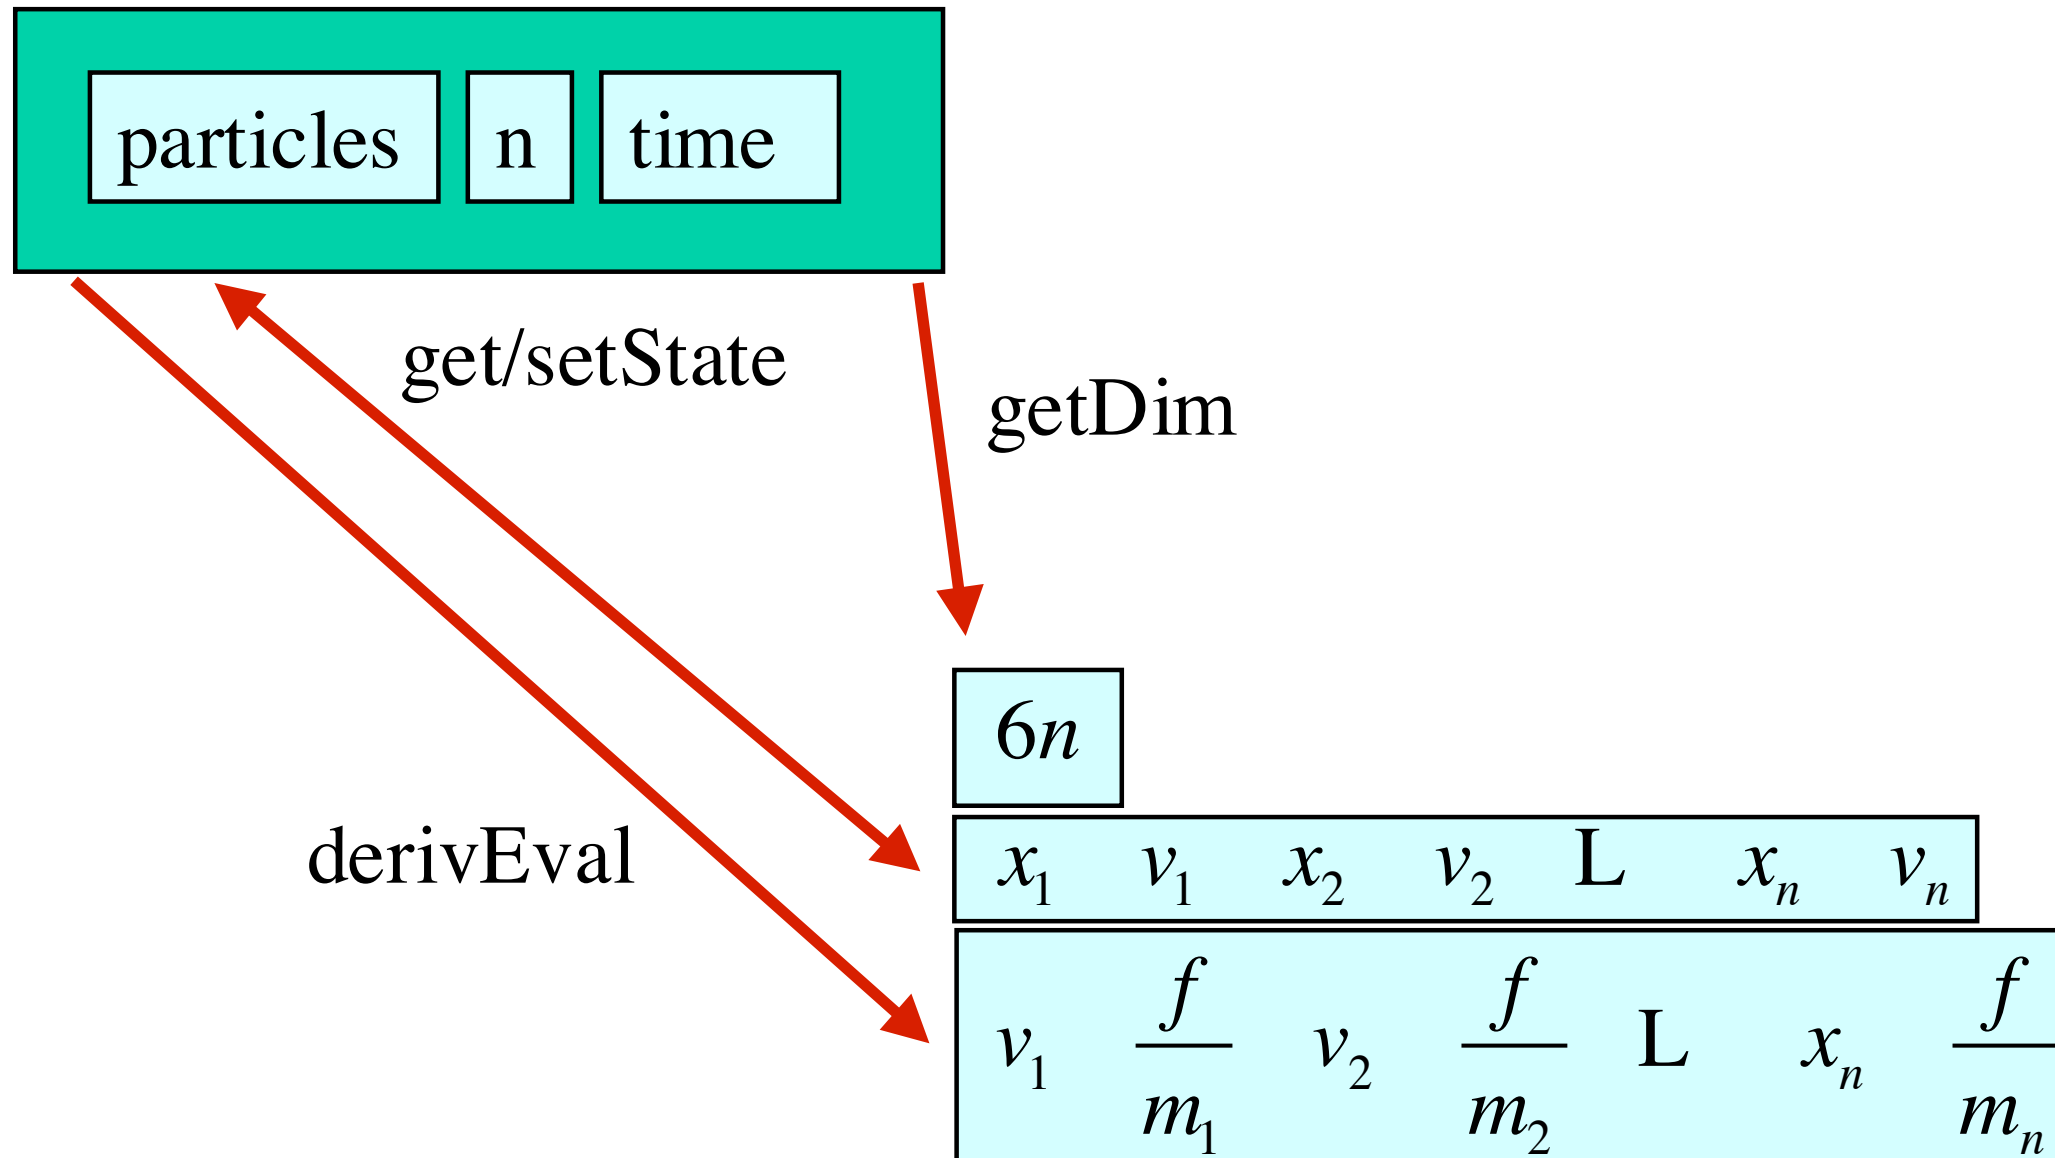 particles n time
get/setState
getDim
6n
derivEval
x₁ v₁ x₂ v₂ L xₙ vₙ
v₁ f/m₁ v₂ f/m₂ L xₙ f/mₙ